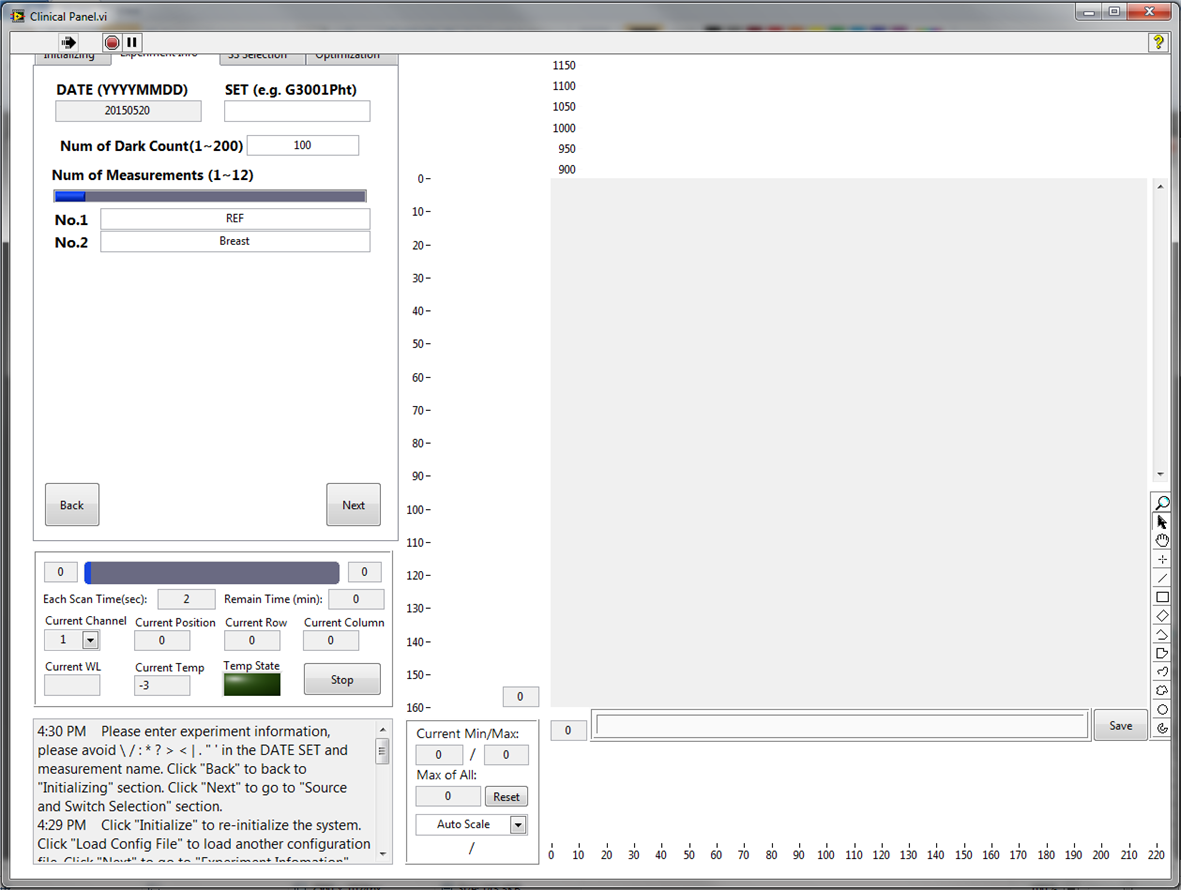 Clinical Panel.vi
Initializing Experiment Info SS Selection Optimization
DATE (YYYYMMDD) SET (e.g. G3001Pht)
20150520
Num of Dark Count(1~200) 100
Num of Measurements (1~12)
No.1 REF
No.2 Breast
Back Next
0 0
Each Scan Time(sec): 2 Remain Time (min): 0
Current Channel Current Position Current Row Current Column
1 0 0 0
Current WL Current Temp Temp State
-3 Stop
4:30 PM Please enter experiment information,
please avoid \ / : * ? > < | . " ' in the DATE SET and
measurement name. Click "Back" to back to
"Initializing" section. Click "Next" to go to "Source
and Switch Selection" section.
4:29 PM Click "Initialize" to re-initialize the system.
Click "Load Config File" to load another configuration
file. Click "Next" to go to "Experiment Infomation"
1150
1100
1050
1000
950
900
0
10
20
30
40
50
60
70
80
90
100
110
120
130
140
150
160
0
Current Min/Max:
0 / 0
Max of All:
0 Reset
Auto Scale
/
0 Save
0 10 20 30 40 50 60 70 80 90 100 110 120 130 140 150 160 170 180 190 200 210 220